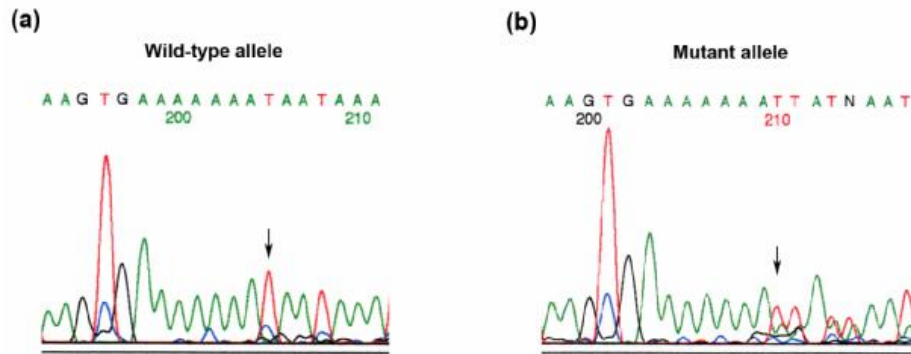 (a)
Wild-type allele
A A G T G A A A A A A A T A A T A A A
200 210
(b)
Mutant allele
A A G T G A A A A A A A T T A T N A A T
200 210